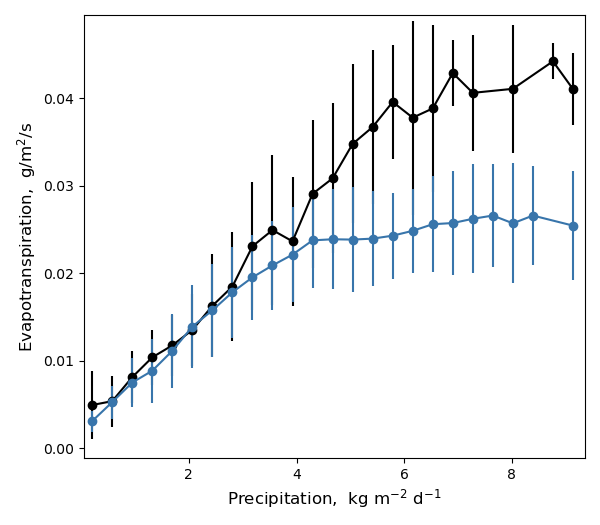 Evapotranspiration, g/m²/s
0.04
0.03
0.02
0.01
0.00
2 4 6 8
Precipitation, kg m⁻² d⁻¹